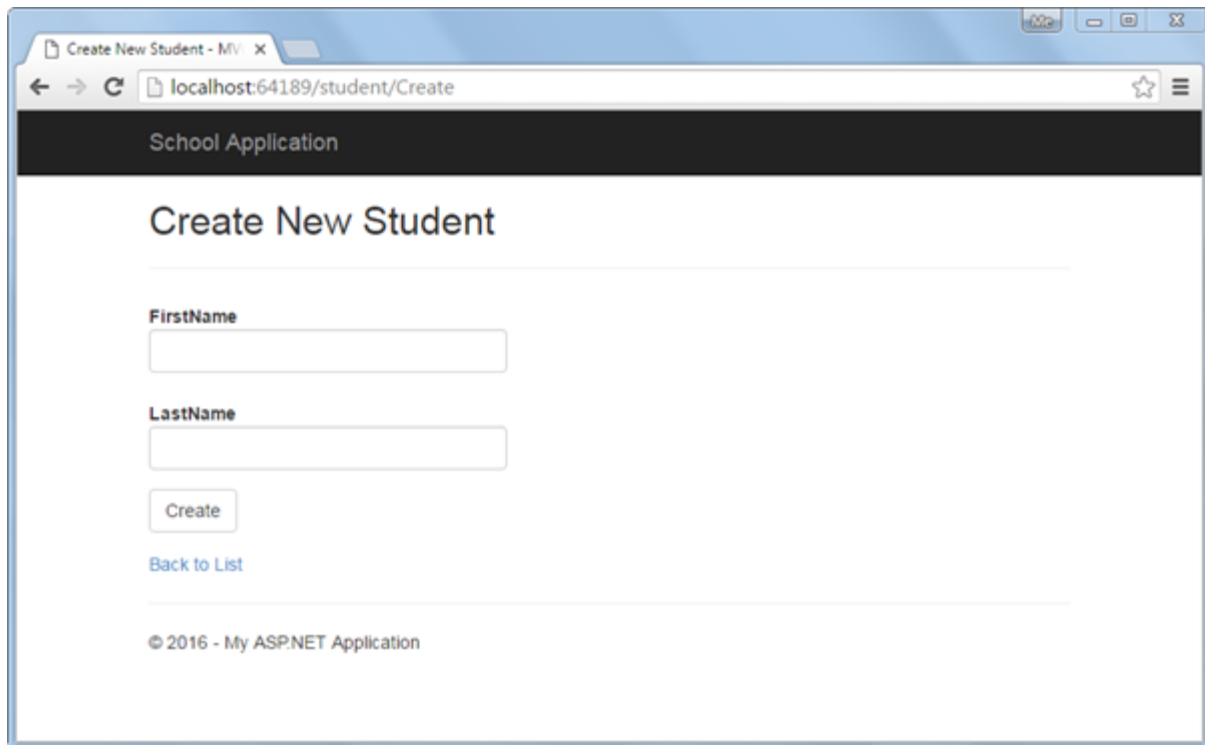 Me
Create New Student - MV
localhost:64189/student/Create
School Application
Create New Student
FirstName
LastName
Create
Back to List
© 2016 - My ASP.NET Application